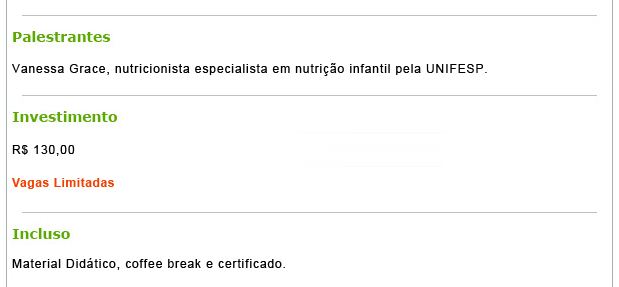 Palestrantes
Vanessa Grace, nutricionista especialista em nutrição infantil pela UNIFESP.
Investimento
R$ 130,00
Vagas Limitadas
Incluso
Material Didático, coffee break e certificado.